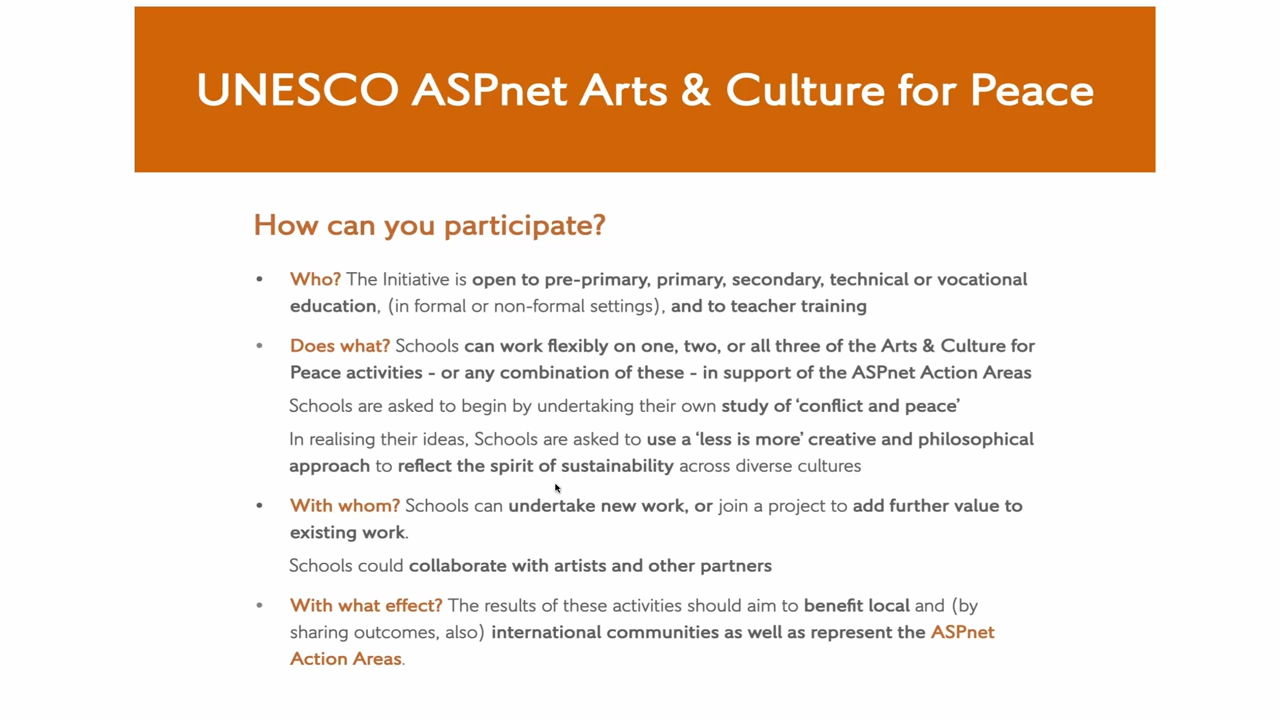 UNESCO ASPnet Arts & Culture for Peace
How can you participate?
• Who? The Initiative is open to pre-primary, primary, secondary, technical or vocational
education, (in formal or non-formal settings), and to teacher training
• Does what? Schools can work flexibly on one, two, or all three of the Arts & Culture for
Peace activities - or any combination of these - in support of the ASPnet Action Areas
Schools are asked to begin by undertaking their own study of ‘conflict and peace’
In realising their ideas, Schools are asked to use a ‘less is more’ creative and philosophical
approach to reflect the spirit of sustainability across diverse cultures
• With whom? Schools can undertake new work, or join a project to add further value to
existing work.
Schools could collaborate with artists and other partners
• With what effect? The results of these activities should aim to benefit local and (by
sharing outcomes, also) international communities as well as represent the ASPnet
Action Areas.